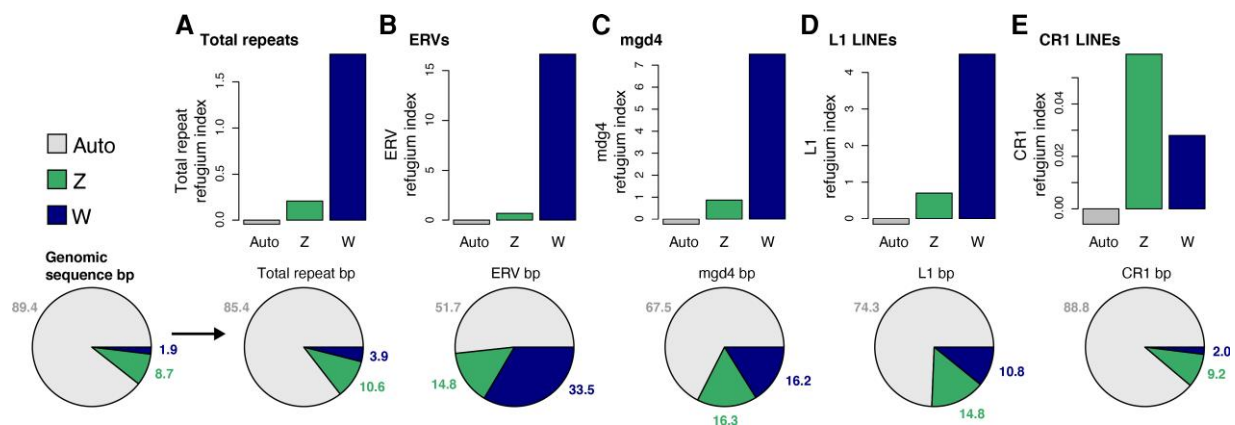 A Total repeats
B ERVs
C mgd4
D L1 LINEs
E CR1 LINEs
Auto
Z
W
Total repeat
refugium index
0.0
0.5
1.0
1.5
Auto Z W
ERV
refugium index
0
5
10
15
Auto Z W
mdg4
refugium index
0
1
2
3
4
5
6
7
Auto Z W
L1
refugium index
0
1
2
3
4
Auto Z W
CR1
refugium index
0.00
0.02
0.04
Auto Z W
Genomic
sequence bp
89.4
1.9
8.7
Total repeat bp
85.4
3.9
10.6
ERV bp
51.7
14.8
33.5
mgd4 bp
67.5
16.2
16.3
L1 bp
74.3
10.8
14.8
CR1 bp
88.8
2.0
9.2